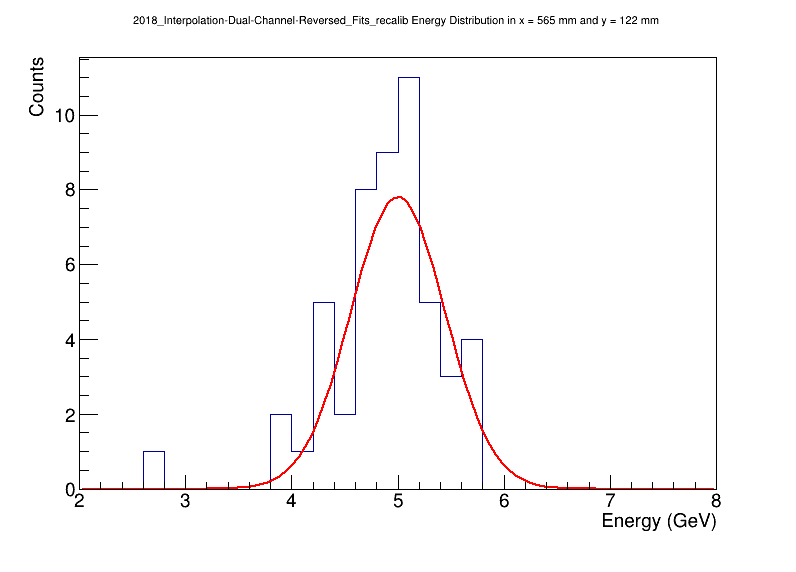 2018_Interpolation-Dual-Channel-Reversed_Fits_recalib Energy Distribution in x = 565 mm and y = 122 mm
Counts
10
8
6
4
2
0
2 3 4 5 6 7 8
Energy (GeV)